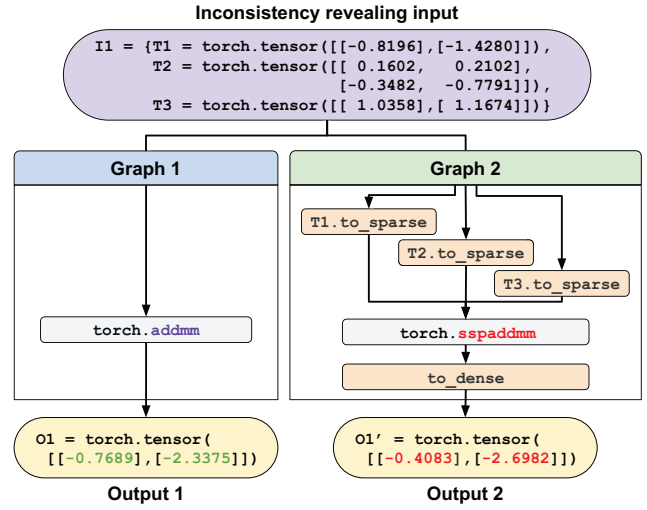 Inconsistency revealing input
I1 = {T1 = torch.tensor([[-0.8196],[-1.4280]]),
T2 = torch.tensor([[ 0.1602, 0.2102],
[-0.3482, -0.7791]]),
T3 = torch.tensor([[ 1.0358],[ 1.1674]])}
Graph 1
torch.addmm
Graph 2
T1.to_sparse
T2.to_sparse
T3.to_sparse
torch.sspaddmm
to_dense
O1 = torch.tensor(
[[-0.7689],[-2.3375]])
Output 1
O1’ = torch.tensor(
[[-0.4083],[-2.6982]])
Output 2